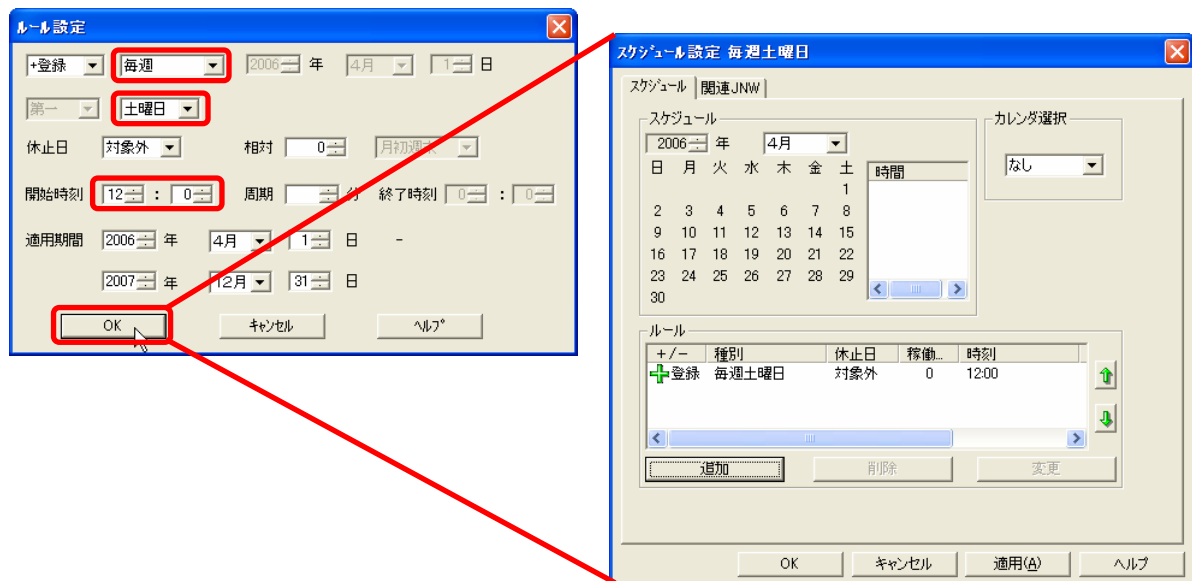 ルール設定
+登録 毎週 2006 年 4月 1 日
第一 土曜日
休止日 対象外 相対 0 月初週末
開始時刻 12 : 0 周期 分 終了時刻 0 : 0
適用期間 2006 年 4月 1 日 -
2007 年 12月 31 日
OK キャンセル ヘルプ
スケジュール設定 毎週土曜日
スケジュール 関連JNW
スケジュール
2006 年 4月
日 月 火 水 木 金 土
1
2 3 4 5 6 7 8
9 10 11 12 13 14 15
16 17 18 19 20 21 22
23 24 25 26 27 28 29
30
時間
カレンダ選択
なし
ルール
+/- 種別 休止日 稼働... 時刻
登録 毎週土曜日 対象外 0 12:00
追加 削除 変更
OK キャンセル 適用(A) ヘルプ